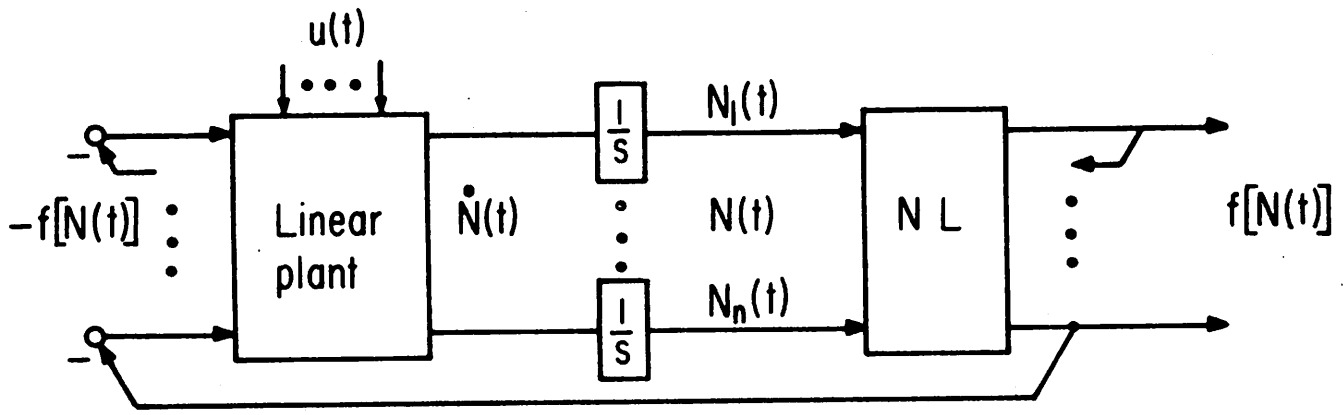 u(t)
−
−f[N(t)]
−
Linear
plant
Ṅ(t)
1
s
1
s
N₁(t)
N(t)
Nₙ(t)
N L
f[N(t)]